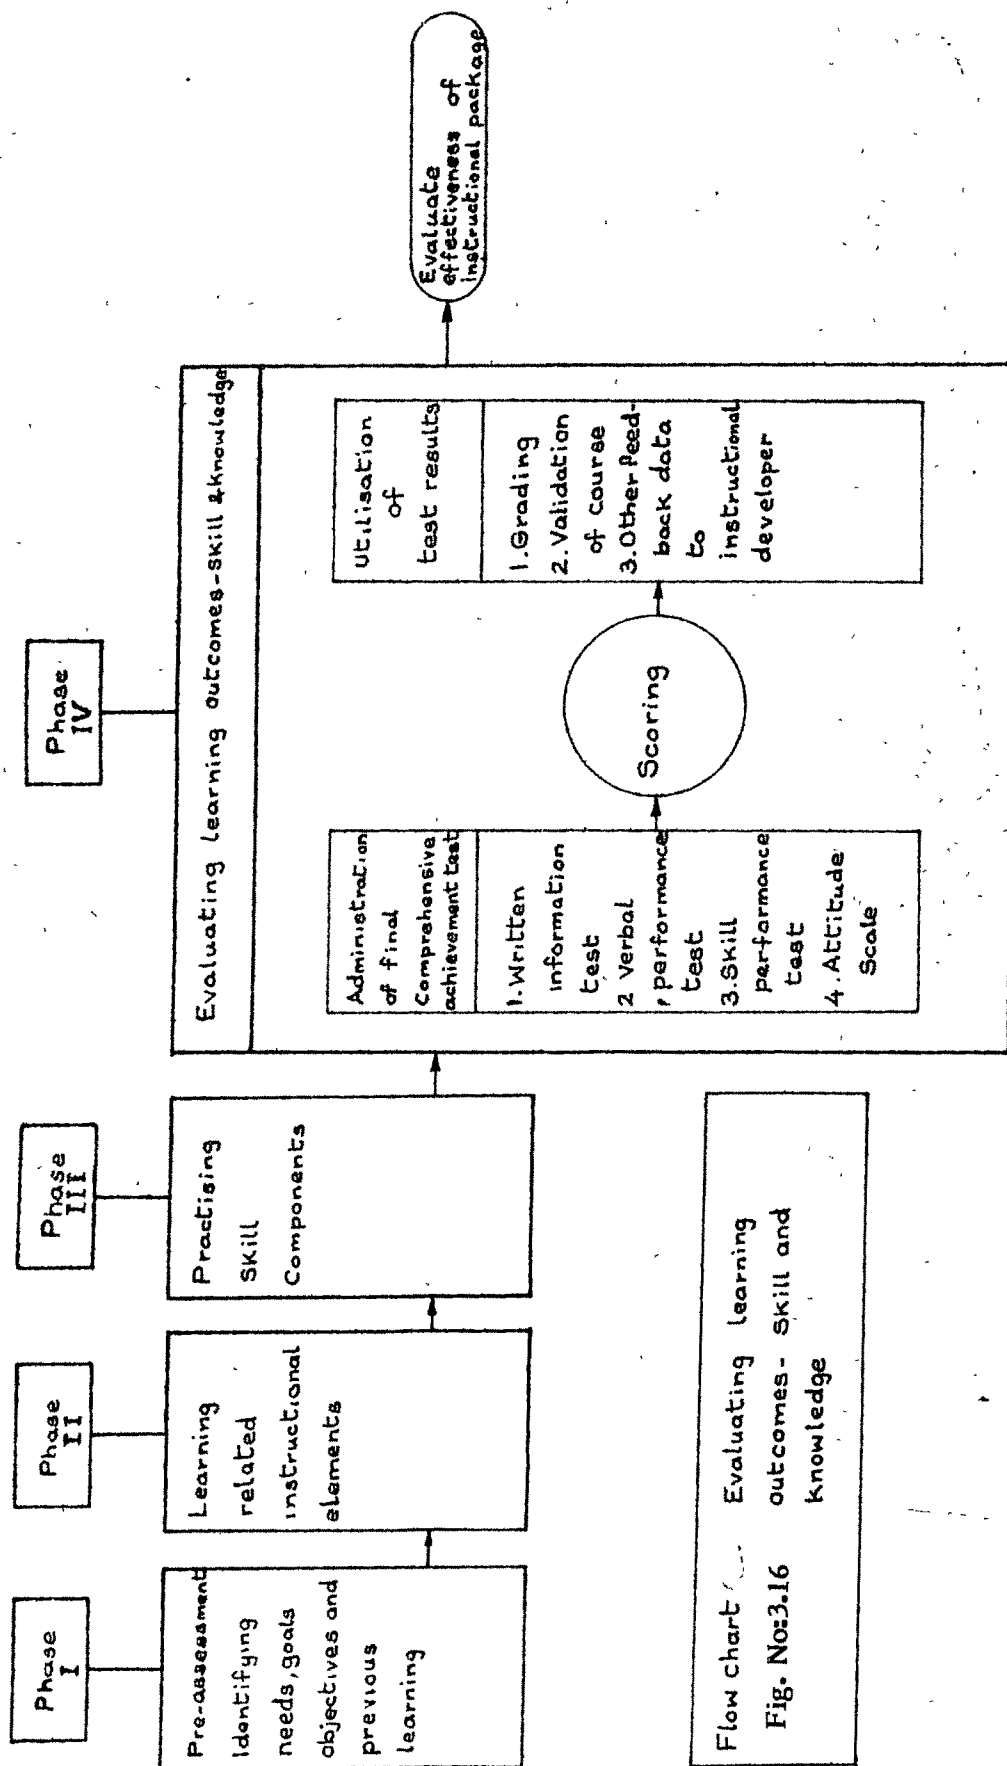 Phase
I
Pre-assessment
Identifying
needs, goals
objectives and
previous
learning
Phase
II
Learning
related
instructional
elements
Phase
III
Practising
Skill
Components
Phase
IV
Evaluating learning outcomes-Skill & Knowledge
Administration
of final
Comprehensive
achievement test
1. Written
information
test
2 Verbal
performance
test
3. Skill
performance
test
4. Attitude
Scale
Scoring
Utilisation
of
test results
1. Grading
2. Validation
of course
3. Other feed-
back data
to
instructional
developer
Evaluate
effectiveness of
instructional package
Flow chart Evaluating learning
Fig. No:3.16 outcomes- Skill and
knowledge